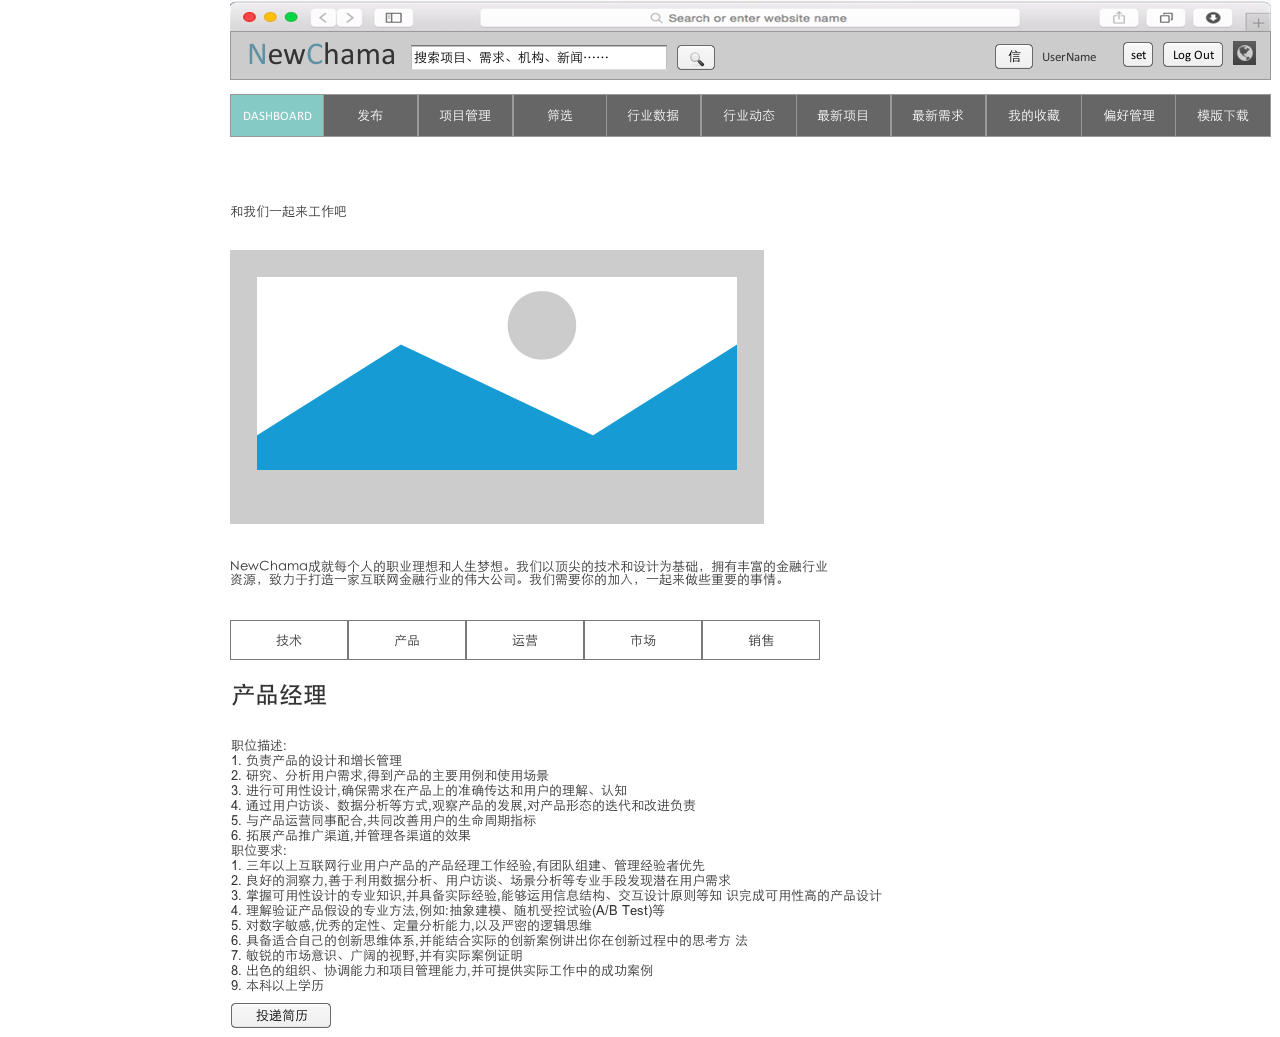 Search or enter website name
NewChama
搜索项目、需求、机构、新闻……
信
UserName
set
Log Out
DASHBOARD
发布
项目管理
筛选
行业数据
行业动态
最新项目
最新需求
我的收藏
偏好管理
模版下载
和我们一起来工作吧
NewChama成就每个人的职业理想和人生梦想。我们以顶尖的技术和设计为基础，拥有丰富的金融行业
资源，致力于打造一家互联网金融行业的伟大公司。我们需要你的加入，一起来做些重要的事情。
技术
产品
运营
市场
销售
产品经理
职位描述:
1. 负责产品的设计和增长管理
2. 研究、分析用户需求,得到产品的主要用例和使用场景
3. 进行可用性设计,确保需求在产品上的准确传达和用户的理解、认知
4. 通过用户访谈、数据分析等方式,观察产品的发展,对产品形态的迭代和改进负责
5. 与产品运营同事配合,共同改善用户的生命周期指标
6. 拓展产品推广渠道,并管理各渠道的效果
职位要求:
1. 三年以上互联网行业用户产品的产品经理工作经验,有团队组建、管理经验者优先
2. 良好的洞察力,善于利用数据分析、用户访谈、场景分析等专业手段发现潜在用户需求
3. 掌握可用性设计的专业知识,并具备实际经验,能够运用信息结构、交互设计原则等知 识完成可用性高的产品设计
4. 理解验证产品假设的专业方法,例如:抽象建模、随机受控试验(A/B Test)等
5. 对数字敏感,优秀的定性、定量分析能力,以及严密的逻辑思维
6. 具备适合自己的创新思维体系,并能结合实际的创新案例讲出你在创新过程中的思考方 法
7. 敏锐的市场意识、广阔的视野,并有实际案例证明
8. 出色的组织、协调能力和项目管理能力,并可提供实际工作中的成功案例
9. 本科以上学历
投递简历